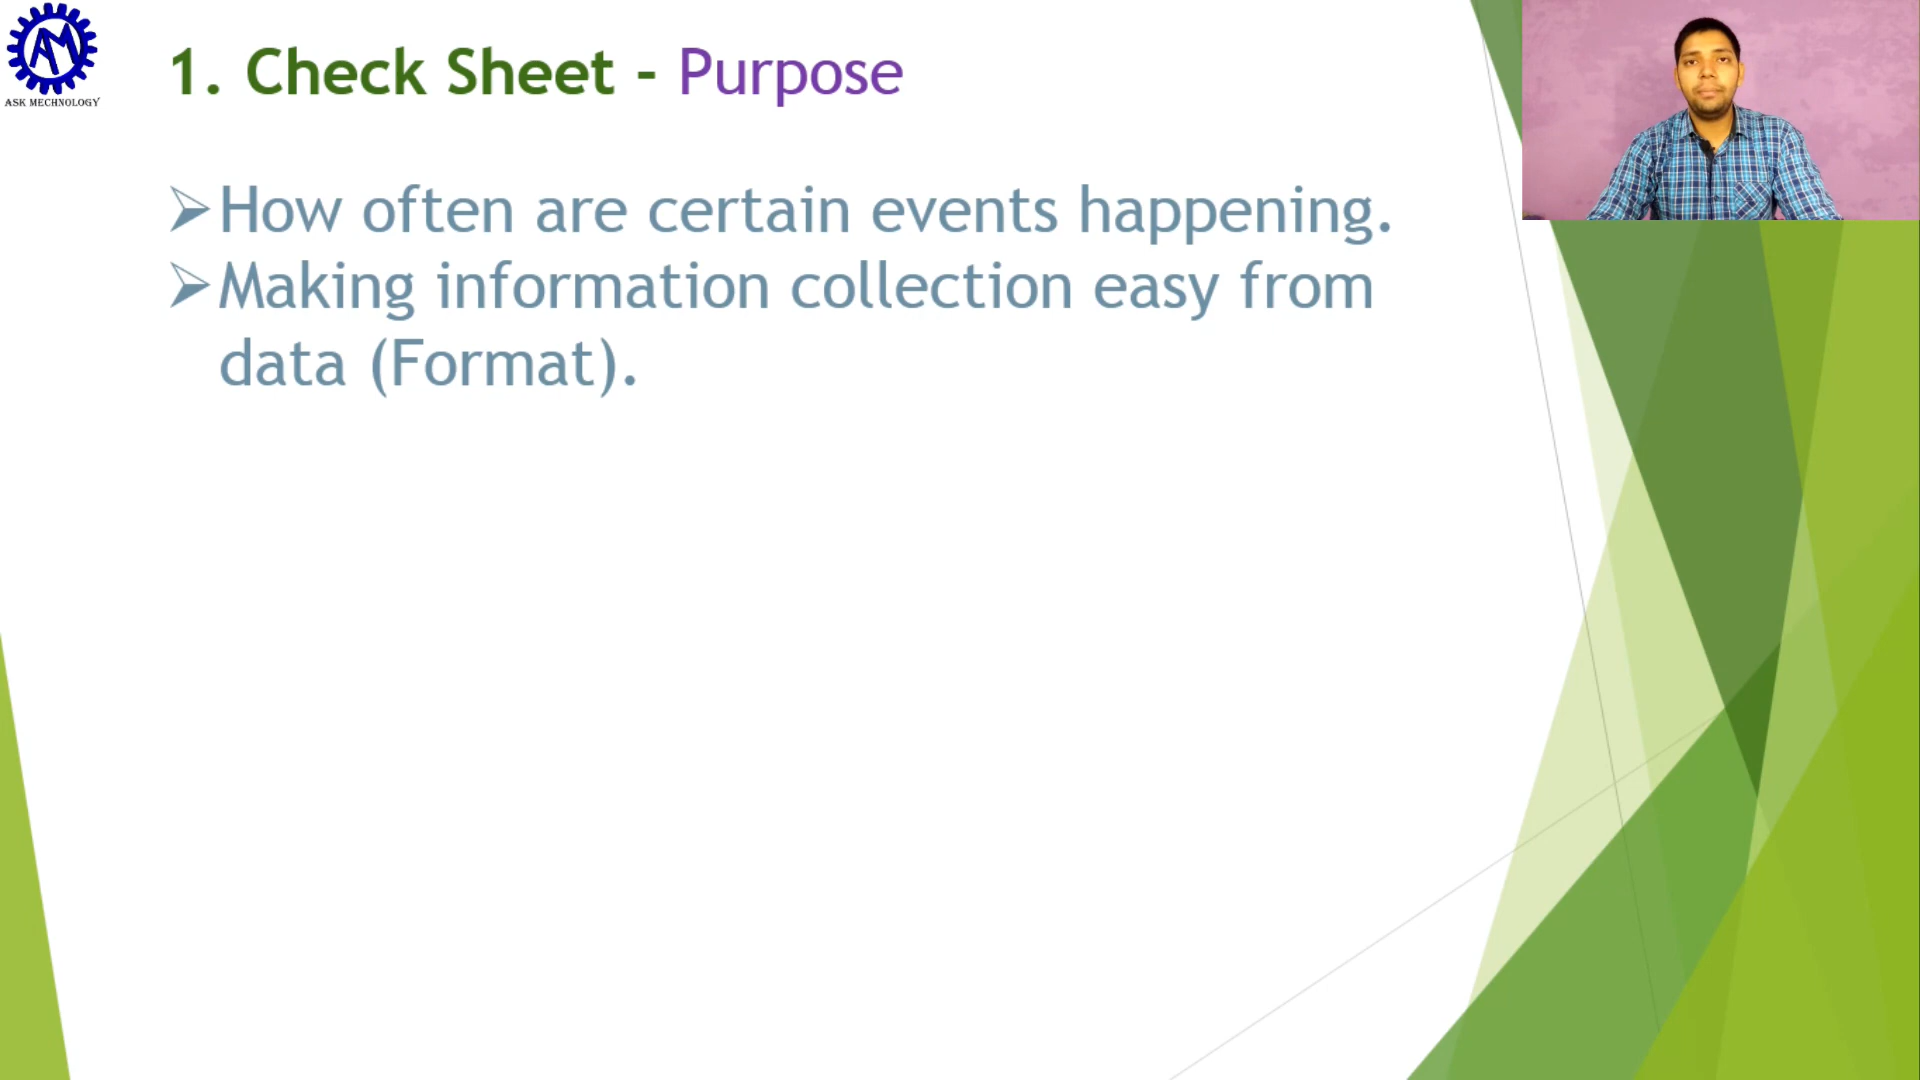 AM
ASK MECHNOLOGY
1. Check Sheet - Purpose
➢How often are certain events happening.
➢Making information collection easy from
data (Format).